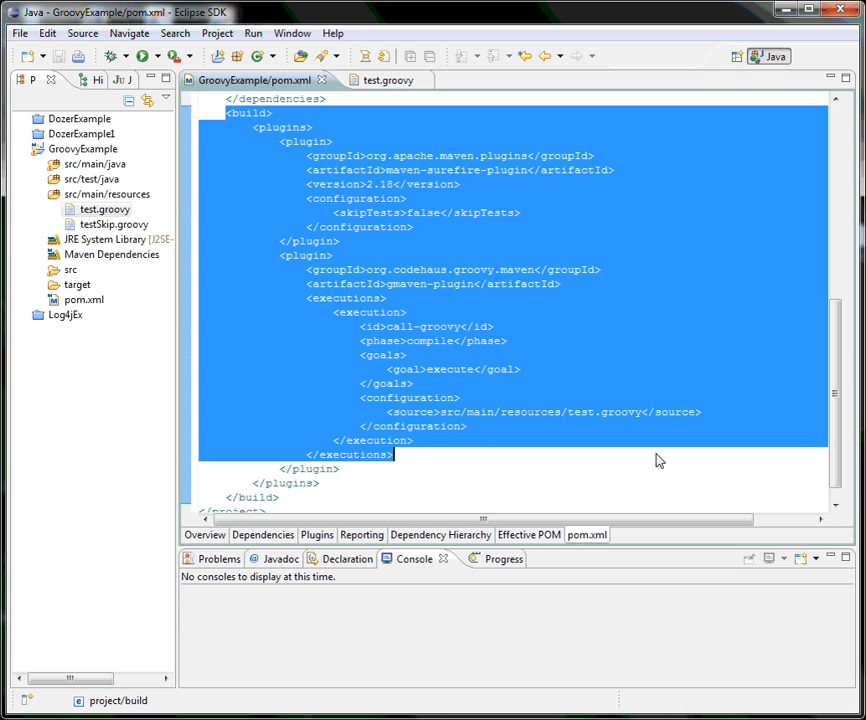 Java - GroovyExample/pom.xml - Eclipse SDK
File Edit Source Navigate Search Project Run Window Help
Java
P Hi Ju J
GroovyExample/pom.xml test.groovy
DozerExample
DozerExample1
GroovyExample
src/main/java
src/test/java
src/main/resources
test.groovy
testSkip.groovy
JRE System Library [J2SE-
Maven Dependencies
src
target
pom.xml
Log4jEx
</dependencies>
<build>
<plugins>
<plugin>
<groupId>org.apache.maven.plugins</groupId>
<artifactId>maven-surefire-plugin</artifactId>
<version>2.18</version>
<configuration>
<skipTests>false</skipTests>
</configuration>
</plugin>
<plugin>
<groupId>org.codehaus.groovy.maven</groupId>
<artifactId>gmaven-plugin</artifactId>
<executions>
<execution>
<id>call-groovy</id>
<phase>compile</phase>
<goals>
<goal>execute</goal>
</goals>
<configuration>
<source>src/main/resources/test.groovy</source>
</configuration>
</execution>
</executions>
</plugin>
</plugins>
</build>
</project>
Overview Dependencies Plugins Reporting Dependency Hierarchy Effective POM pom.xml
Problems @ Javadoc Declaration Console Progress
No consoles to display at this time.
e project/build